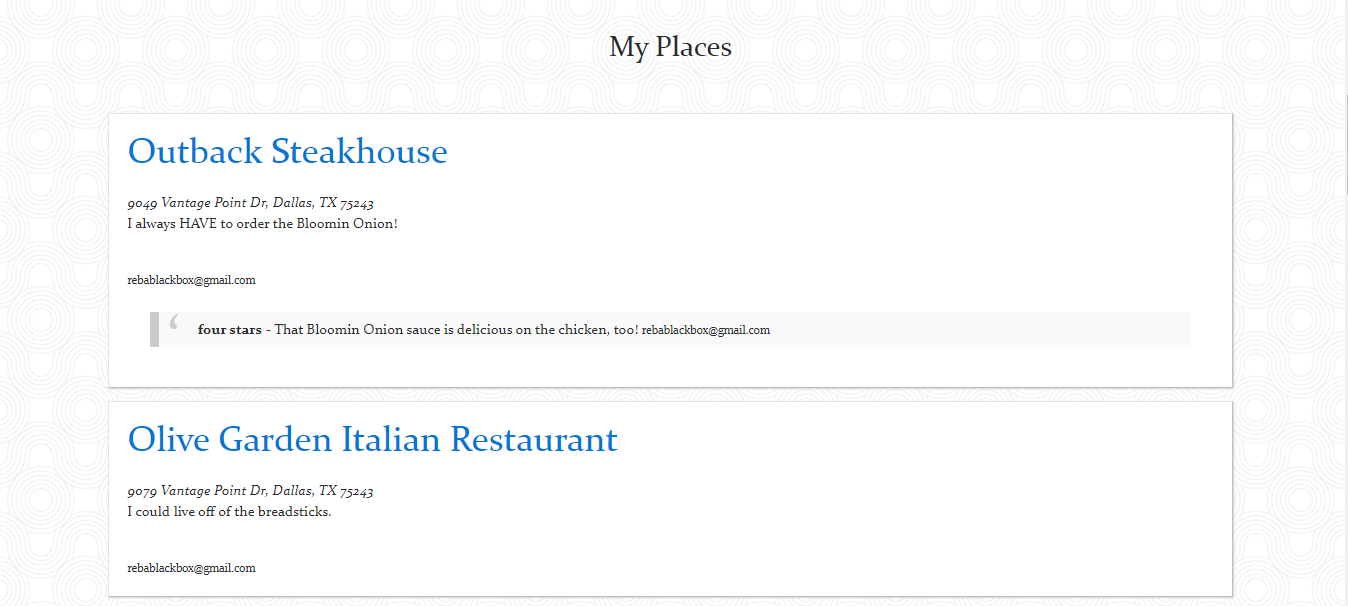 My Places
Outback Steakhouse
9049 Vantage Point Dr, Dallas, TX 75243
I always HAVE to order the Bloomin Onion!
rebablackbox@gmail.com
‘ four stars - That Bloomin Onion sauce is delicious on the chicken, too! rebablackbox@gmail.com
Olive Garden Italian Restaurant
9079 Vantage Point Dr, Dallas, TX 75243
I could live off of the breadsticks.
rebablackbox@gmail.com